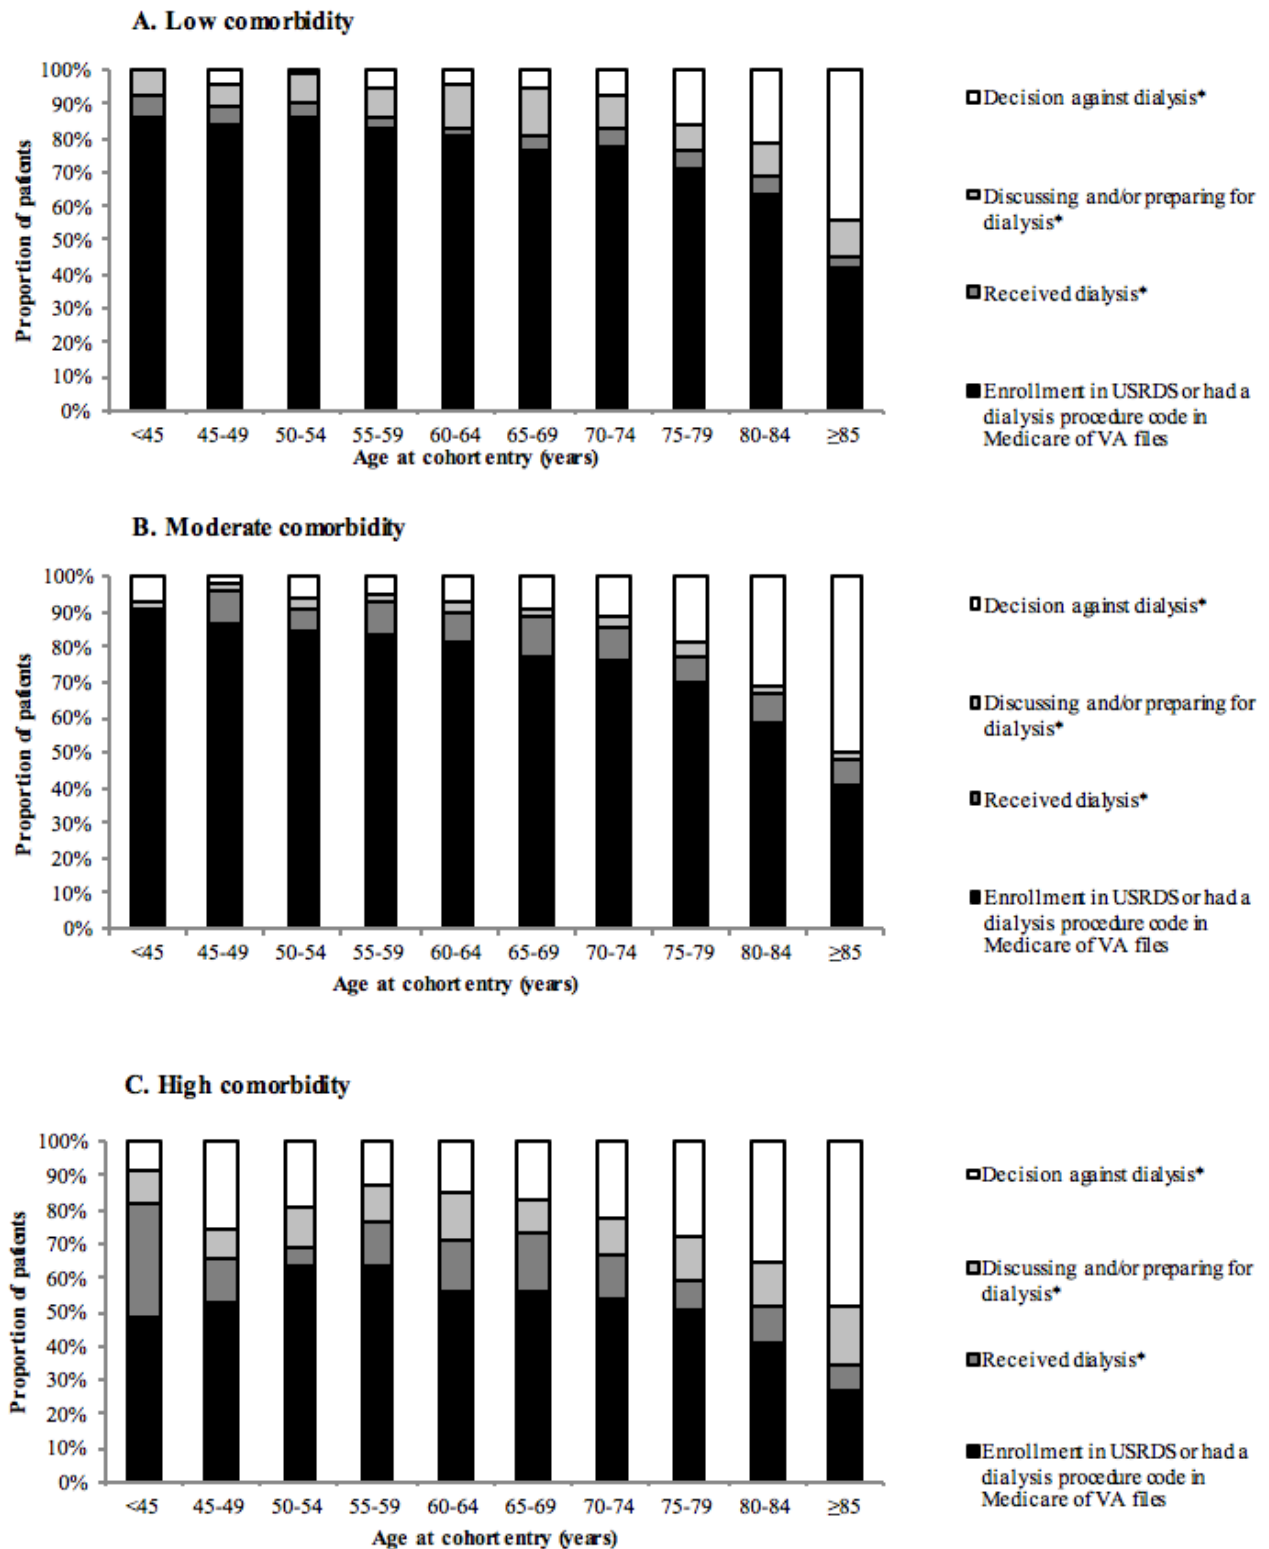 A. Low comorbidity
100%
90%
80%
70%
60%
50%
40%
30%
20%
10%
0%
Proportion of patients
<45 45-49 50-54 55-59 60-64 65-69 70-74 75-79 80-84 ≥85
Age at cohort entry (years)
Decision against dialysis*
Discussing and/or preparing for
dialysis*
Received dialysis*
Enrollment in USRDS or had a
dialysis procedure code in
Medicare of VA files
B. Moderate comorbidity
100%
90%
80%
70%
60%
50%
40%
30%
20%
10%
0%
Proportion of patients
<45 45-49 50-54 55-59 60-64 65-69 70-74 75-79 80-84 ≥85
Age at cohort entry (years)
Decision against dialysis*
Discussing and/or preparing for
dialysis*
Received dialysis*
Enrollment in USRDS or had a
dialysis procedure code in
Medicare of VA files
C. High comorbidity
100%
90%
80%
70%
60%
50%
40%
30%
20%
10%
0%
Proportion of patients
<45 45-49 50-54 55-59 60-64 65-69 70-74 75-79 80-84 ≥85
Age at cohort entry (years)
Decision against dialysis*
Discussing and/or preparing for
dialysis*
Received dialysis*
Enrollment in USRDS or had a
dialysis procedure code in
Medicare of VA files